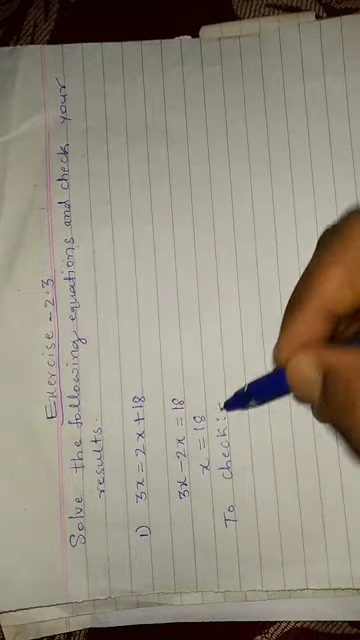 Exercise - 2.3
Solve the following equations and check your
results.
1) 3x = 2x + 18
3x - 2x = 18
x = 18
To check:-